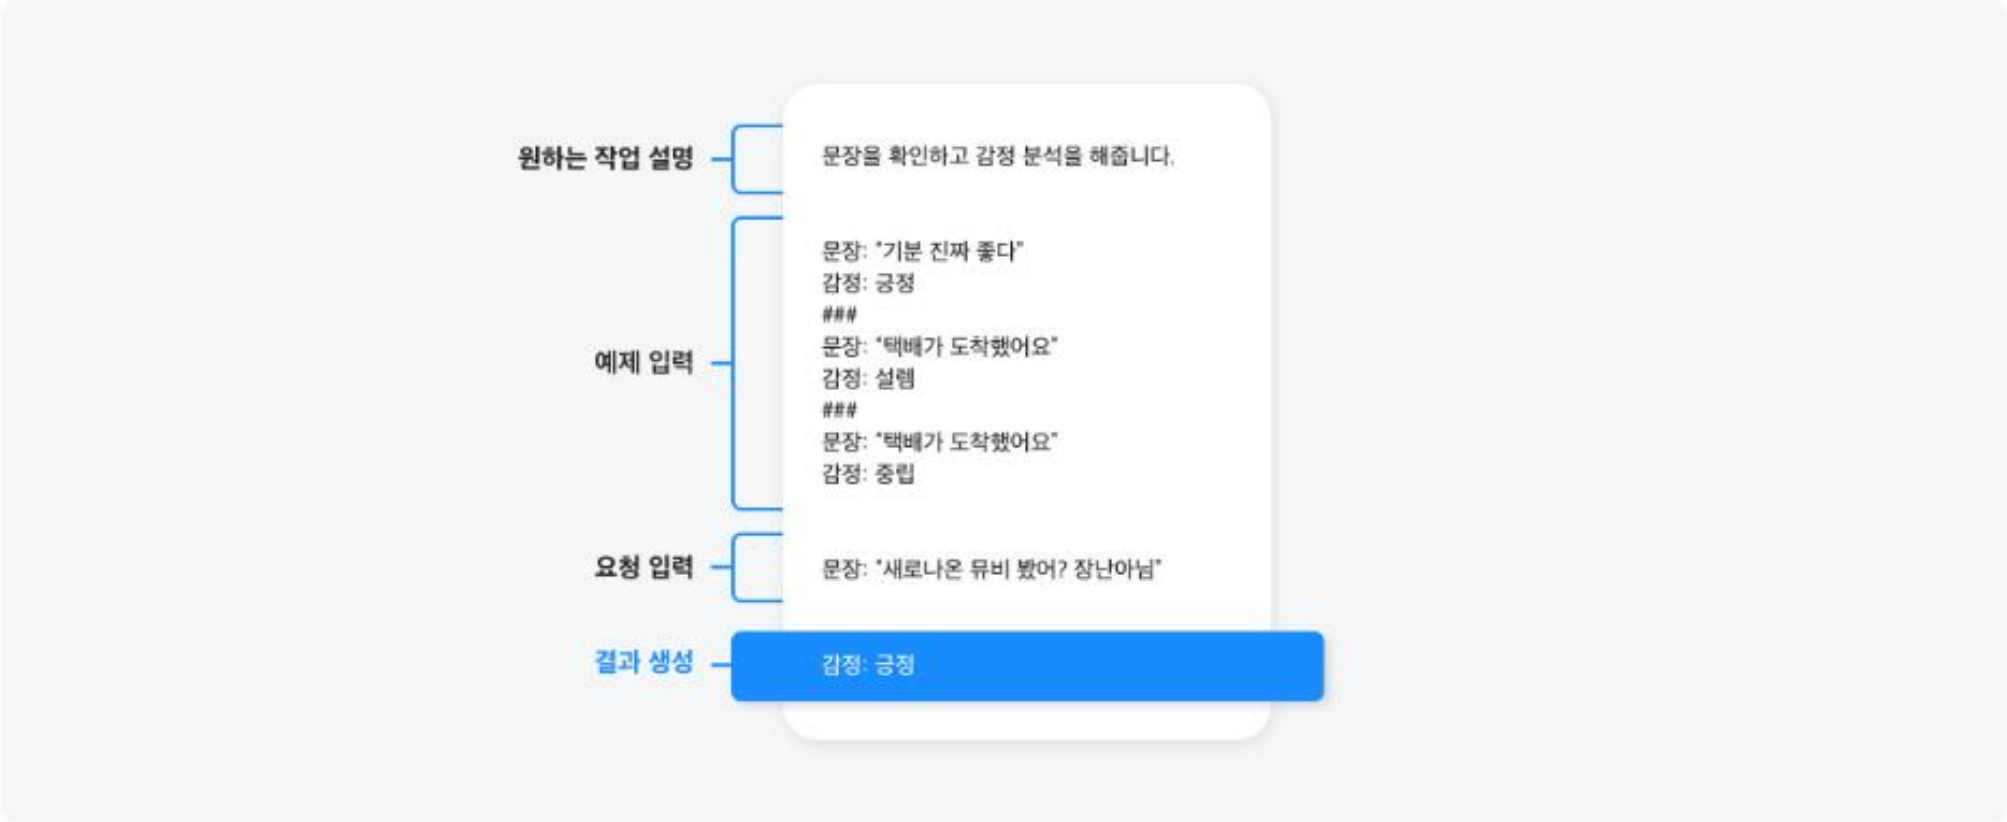 원하는 작업 설명
문장을 확인하고 감정 분석을 해줍니다.
예제 입력
문장: "기분 진짜 좋다"
감정: 긍정
###
문장: "택배가 도착했어요"
감정: 설렘
###
문장: "택배가 도착했어요"
감정: 중립
요청 입력
문장: "새로나온 뮤비 봤어? 장난아님"
결과 생성
감정: 긍정